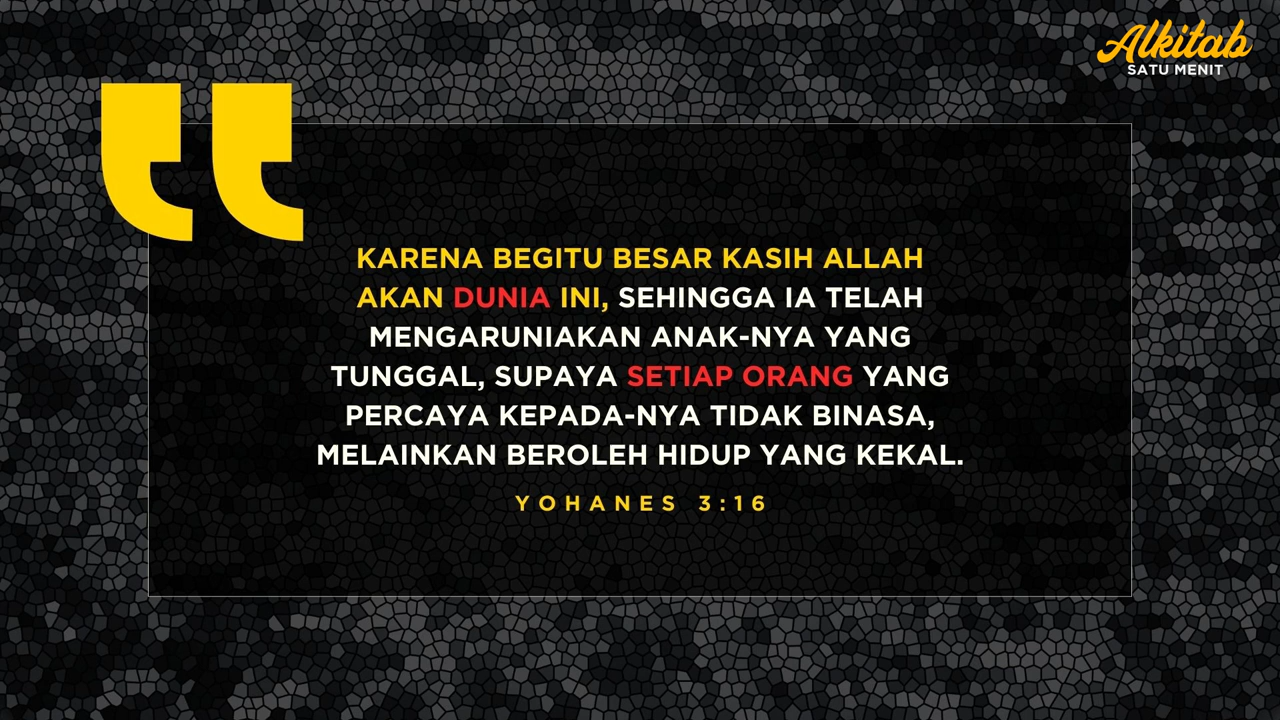 Alkitab
SATU MENIT
KARENA BEGITU BESAR KASIH ALLAH
AKAN DUNIA INI, SEHINGGA IA TELAH
MENGARUNIAKAN ANAK-NYA YANG
TUNGGAL, SUPAYA SETIAP ORANG YANG
PERCAYA KEPADA-NYA TIDAK BINASA,
MELAINKAN BEROLEH HIDUP YANG KEKAL.
YOHANES 3:16